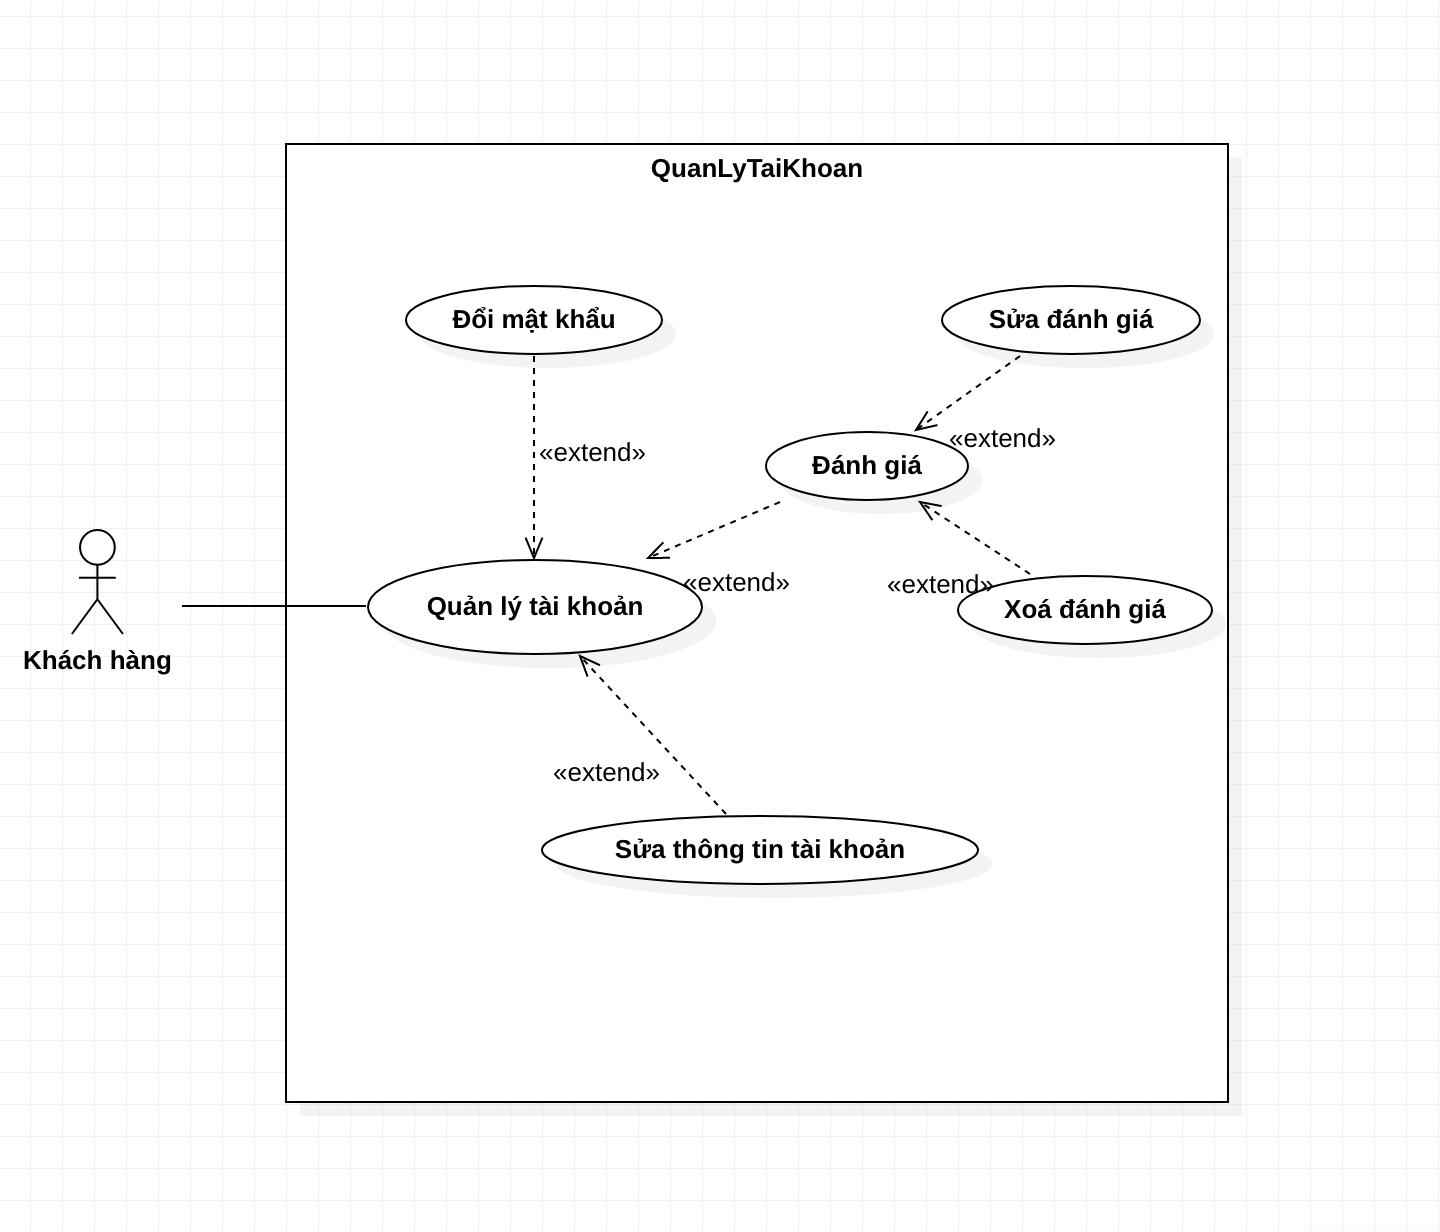 QuanLyTaiKhoan
Đổi mật khẩu
Sửa đánh giá
«extend»
«extend»
Đánh giá
«extend»
«extend»
Quản lý tài khoản
Xoá đánh giá
Khách hàng
«extend»
Sửa thông tin tài khoản